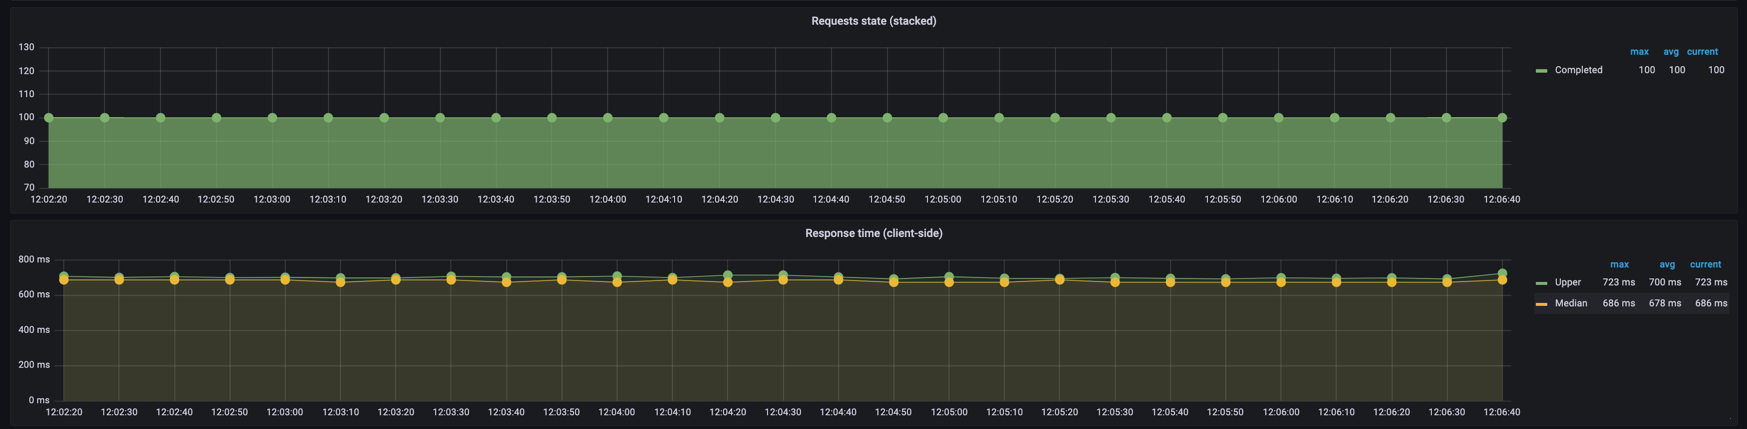 Requests state (stacked)
130
120
110
100
90
80
70
12:02:20 12:02:30 12:02:40 12:02:50 12:03:00 12:03:10 12:03:20 12:03:30 12:03:40 12:03:50 12:04:00 12:04:10 12:04:20 12:04:30 12:04:40 12:04:50 12:05:00 12:05:10 12:05:20 12:05:30 12:05:40 12:05:50 12:06:00 12:06:10 12:06:20 12:06:30 12:06:40
max avg current
Completed 100 100 100
Response time (client-side)
800 ms
600 ms
400 ms
200 ms
0 ms
12:02:20 12:02:30 12:02:40 12:02:50 12:03:00 12:03:10 12:03:20 12:03:30 12:03:40 12:03:50 12:04:00 12:04:10 12:04:20 12:04:30 12:04:40 12:04:50 12:05:00 12:05:10 12:05:20 12:05:30 12:05:40 12:05:50 12:06:00 12:06:10 12:06:20 12:06:30 12:06:40
max avg current
Upper 723 ms 700 ms 723 ms
Median 686 ms 678 ms 686 ms